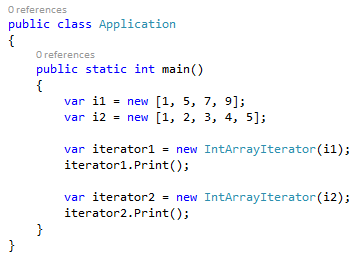 0 references
public class Application
{
0 references
public static int main()
{
var i1 = new [1, 5, 7, 9];
var i2 = new [1, 2, 3, 4, 5];
var iterator1 = new IntArrayIterator(i1);
iterator1.Print();
var iterator2 = new IntArrayIterator(i2);
iterator2.Print();
}
}